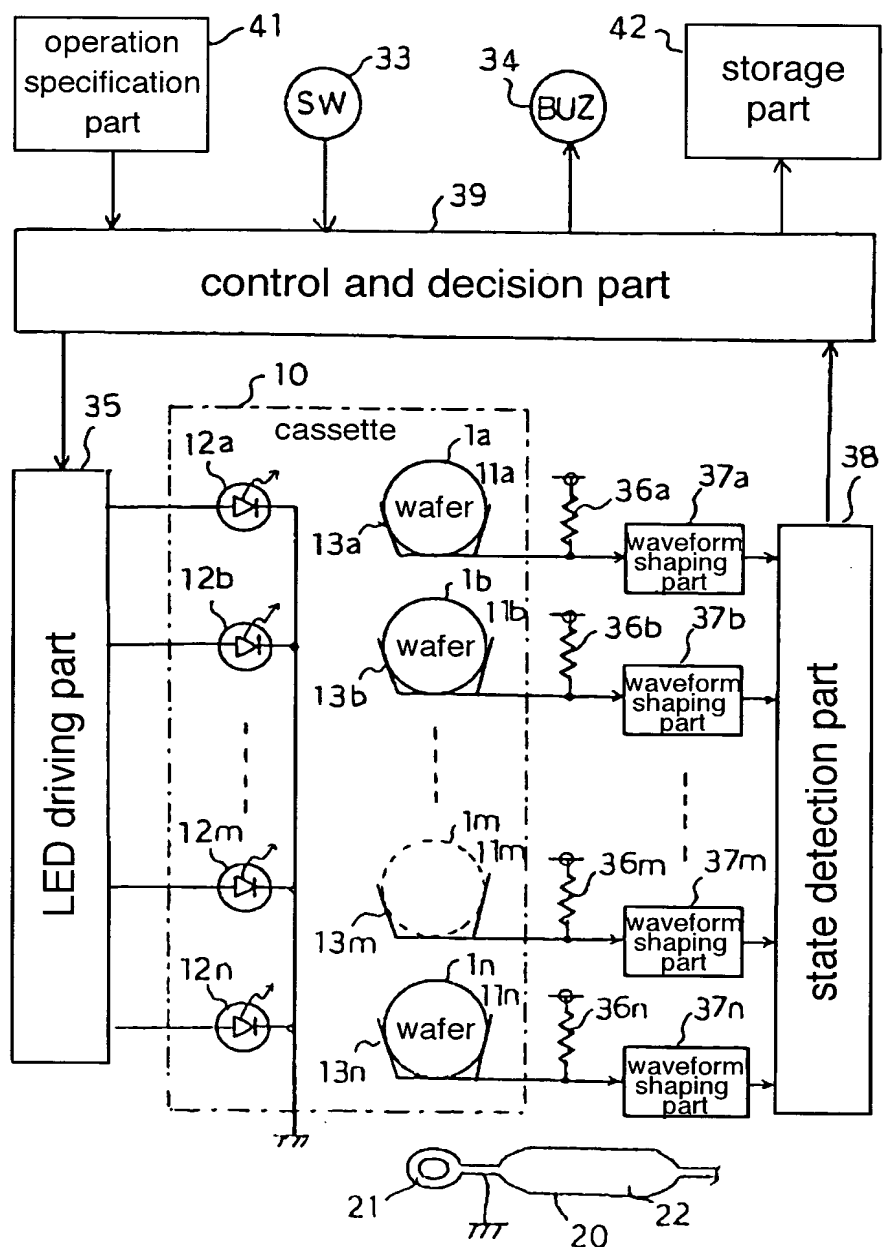 operation
specification
part
41
33
SW
34
BUZ
42
storage
part
39
control and decision part
10
35
cassette
12a
1a
11a
wafer
13a
36a
37a
38
waveform
shaping
part
12b
1b
11b
wafer
13b
36b
37b
waveform
shaping
part
LED driving part
state detection part
12m
1m
11m
13m
36m
37m
waveform
shaping
part
12n
1n
11n
wafer
13n
36n
37n
waveform
shaping
part
21
20
22